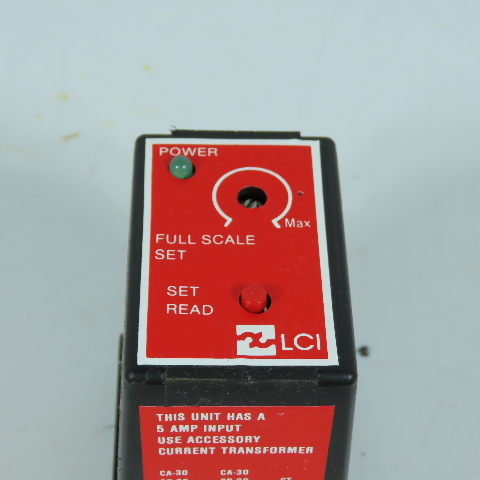 POWER
Max
FULL SCALE
SET
SET
READ
LCI
THIS UNIT HAS A
5 AMP INPUT
USE ACCESSORY
CURRENT TRANSFORMER
CA-30 CA-30
CT